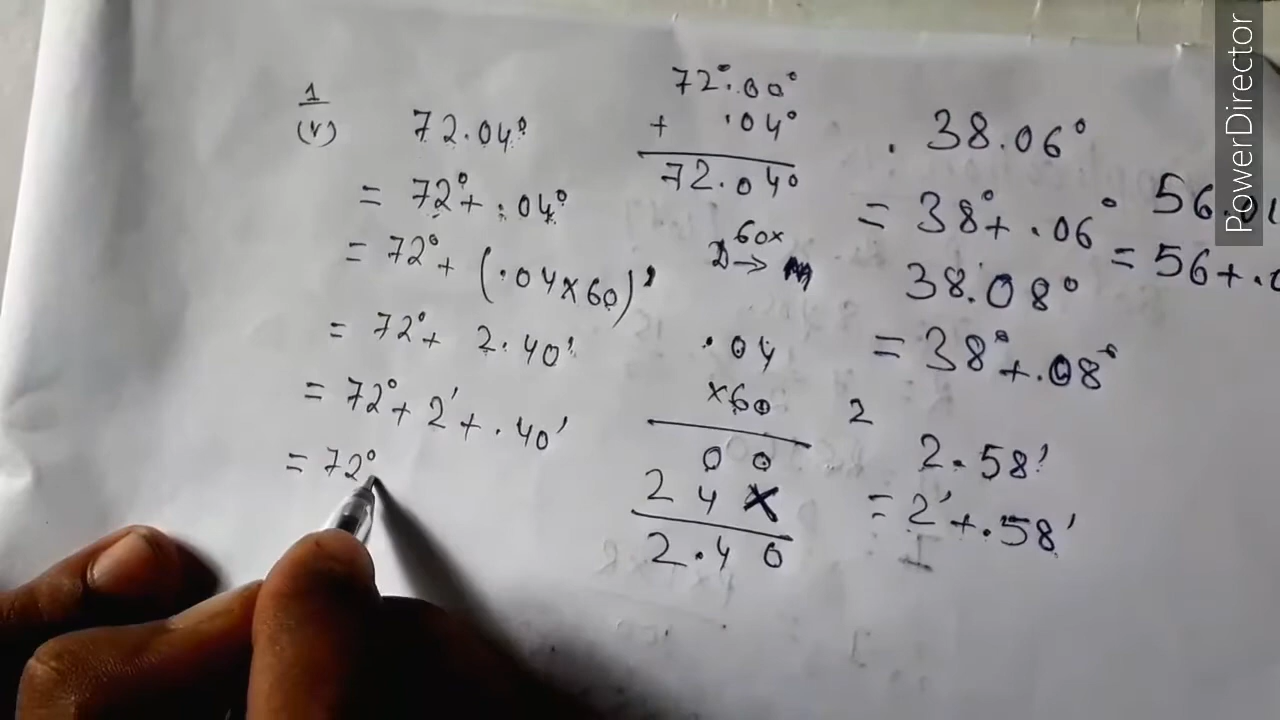 1
(v)
72.04°
= 72° + .04°
= 72° + (.04×60)'
= 72° + 2.40'
= 72° + 2' + .40'
= 72°
72°.00°
+ .04°
72.04°
60×
D→ M
.04
×60
00
24×
2.40
. 38.06°
= 38° + .06°
38.08°
= 38° + .08°
2
2.58'
= 2' + .58'
56.01
= 56 + .0
PowerDirector